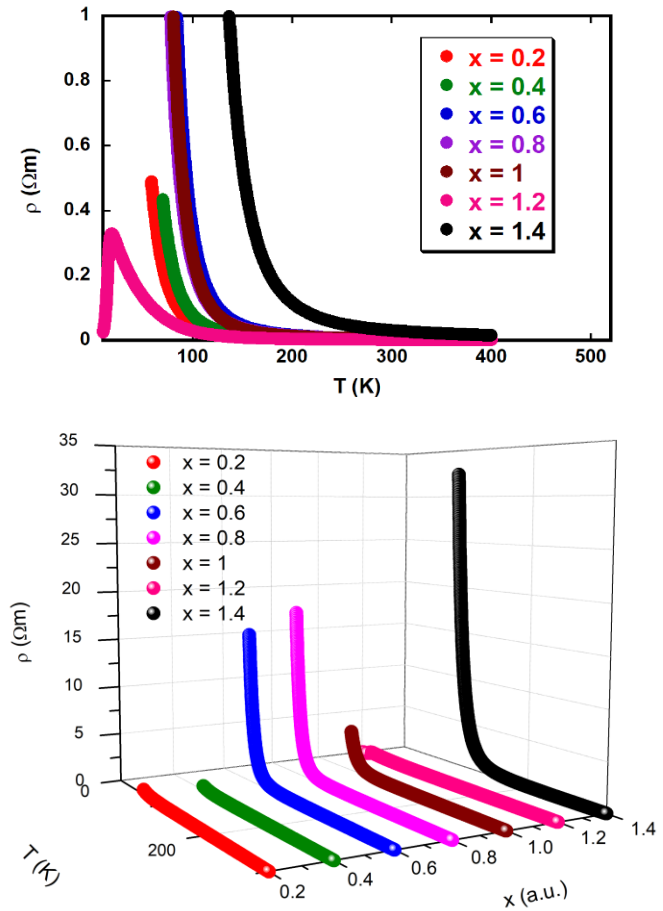 1
0.8
0.6
0.4
0.2
0
ρ (Ωm)
x = 0.2
x = 0.4
x = 0.6
x = 0.8
x = 1
x = 1.2
x = 1.4
100 200 300 400 500
T (K)
35
30
25
20
15
10
5
0
ρ (Ωm)
x = 0.2
x = 0.4
x = 0.6
x = 0.8
x = 1
x = 1.2
x = 1.4
0
200
T (K)
0.2
0.4
0.6
0.8
1.0
1.2
1.4
x (a.u.)